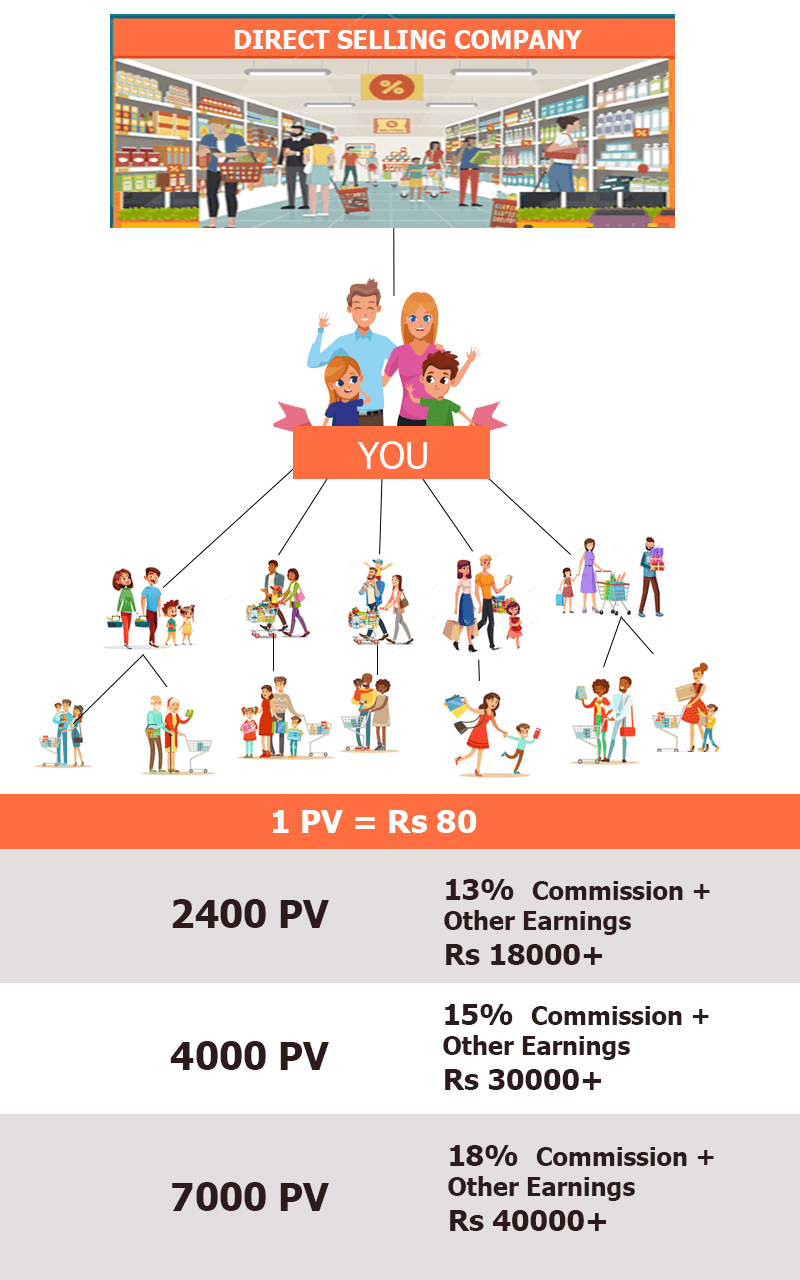 DIRECT SELLING COMPANY
%
YOU
1 PV = Rs 80
2400 PV
13% Commission +
Other Earnings
Rs 18000+
4000 PV
15% Commission +
Other Earnings
Rs 30000+
7000 PV
18% Commission +
Other Earnings
Rs 40000+